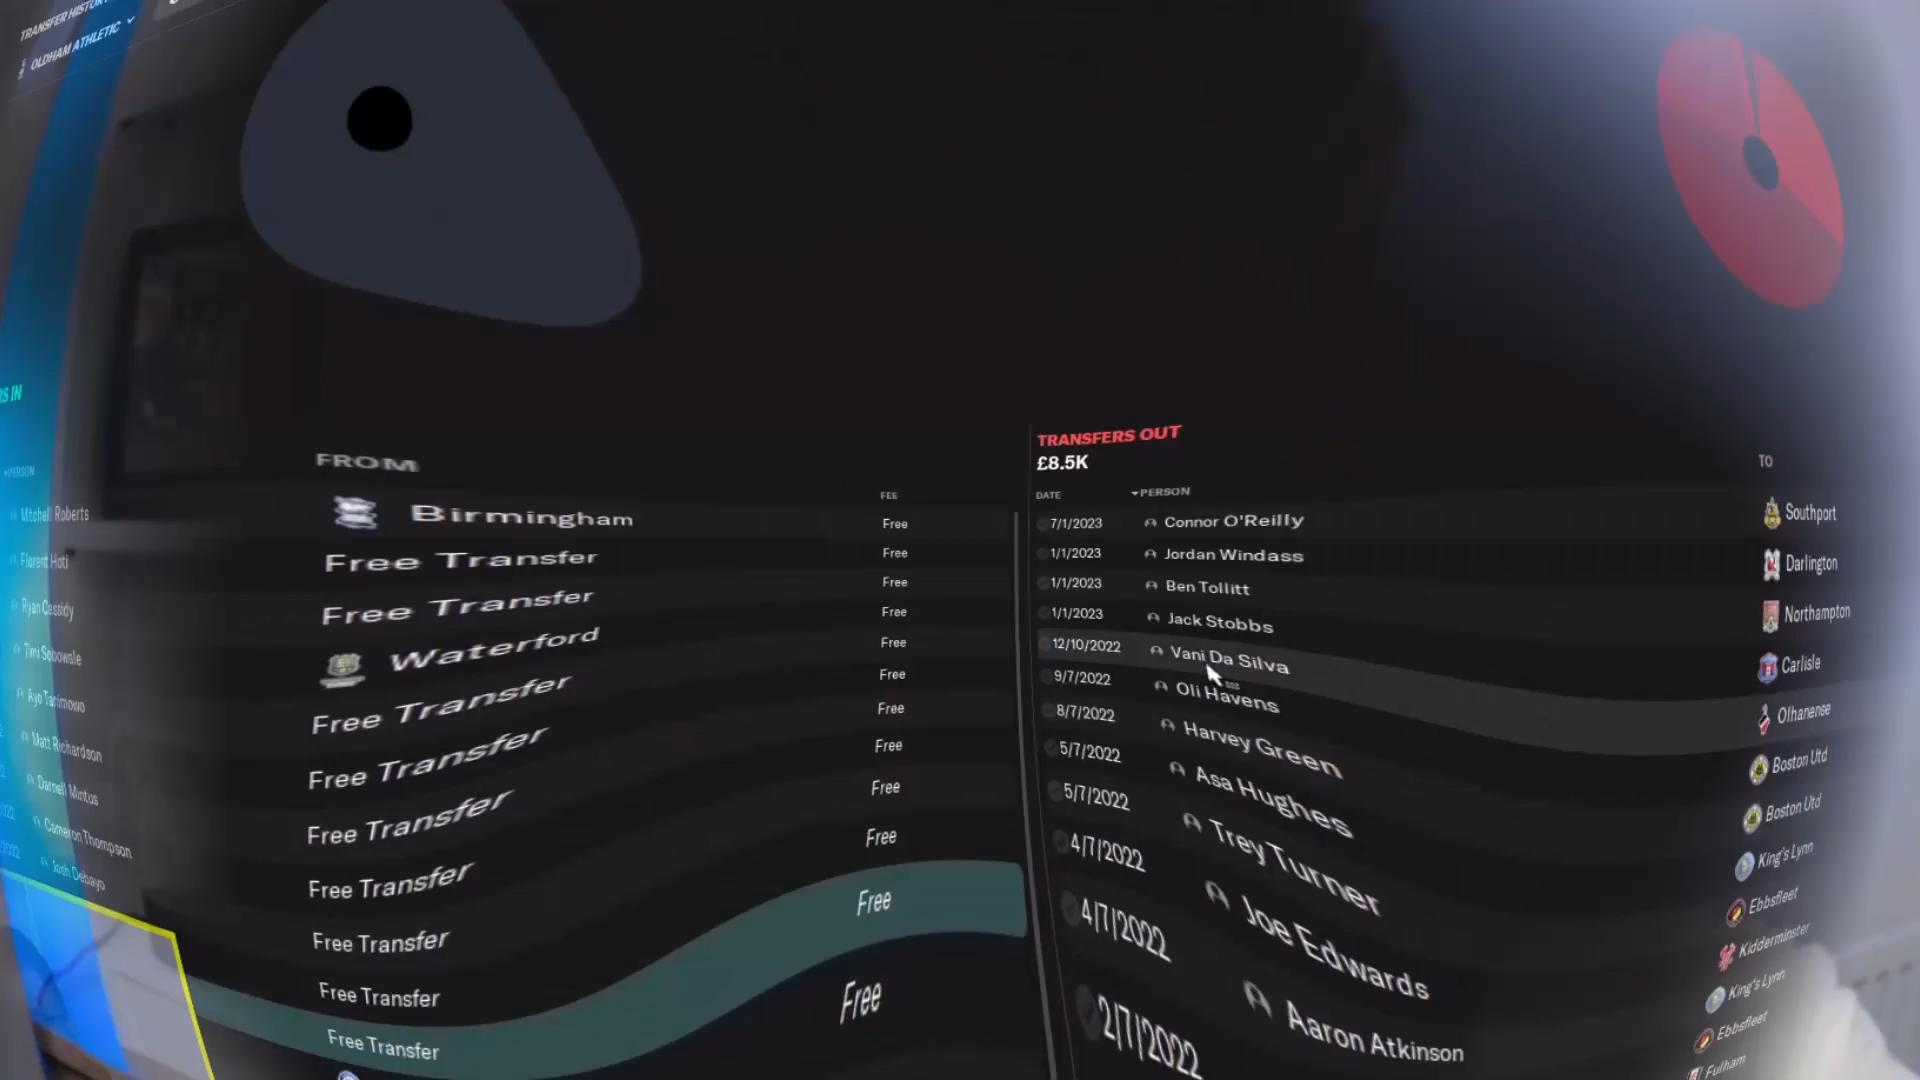 TRANSFER HISTORY
OLDHAM ATHLETIC
RS IN
PERSON
Mitchell Roberts
Florent Hoti
Ryan Cassidy
Timi Sobowale
Ayo Tanimowo
Matt Richardson
Darnell Mintus
Cameron Thompson
Josh Debayo
FROM
FEE
Birmingham
Free
Free Transfer
Free
Free Transfer
Free
Waterford
Free
Free Transfer
Free
Free Transfer
Free
Free Transfer
Free
Free Transfer
Free
Free Transfer
Free
Free Transfer
Free
Free Transfer
Free
Free
TRANSFERS OUT
£8.5K
DATE
PERSON
TO
7/1/2023 Connor O'Reilly Southport
1/1/2023 Jordan Windass Darlington
1/1/2023 Ben Tollitt Northampton
1/1/2023 Jack Stobbs Carlisle
12/10/2022 Vani Da Silva Olhanense
9/7/2022 Oli Havens Boston Utd
8/7/2022 Harvey Green Boston Utd
5/7/2022 Asa Hughes King's Lynn
5/7/2022 Trey Turner Ebbsfleet
4/7/2022 Joe Edwards Kidderminster
4/7/2022 Aaron Atkinson King's Lynn
2/7/2022 Ebbsfleet
Fulham